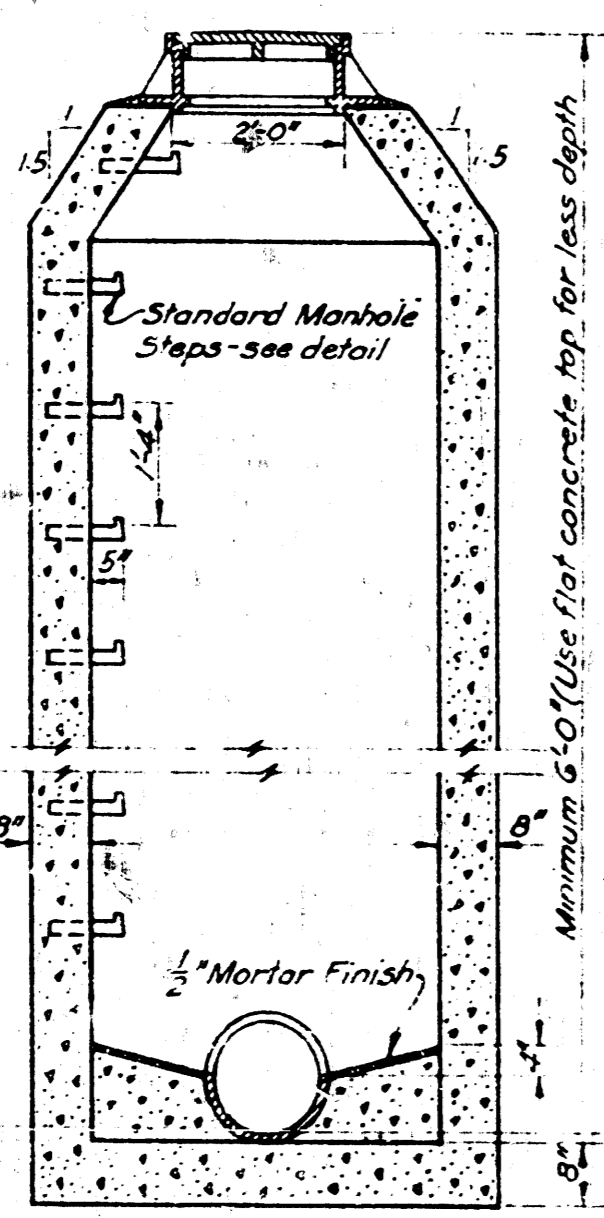 2'-0"
1
1.5
1
1.5
Standard Manhole
Steps-see detail
1'-4"
5"
Minimum 6'-0" (Use flat concrete top for less depth
8"
8"
1/2" Mortar Finish
8"